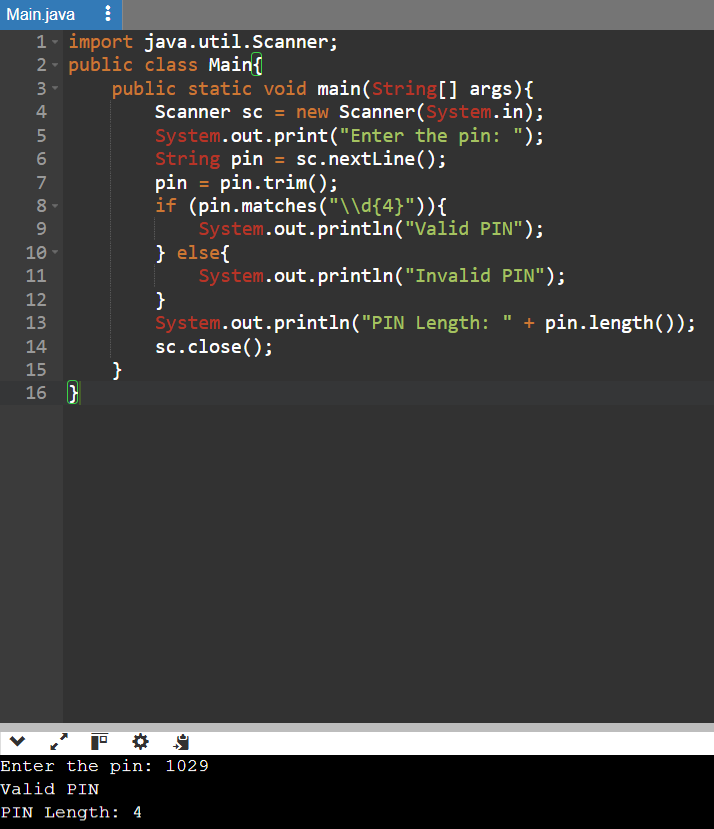 Main.java
1 import java.util.Scanner;
2 public class Main{
3     public static void main(String[] args){
4         Scanner sc = new Scanner(System.in);
5         System.out.print("Enter the pin: ");
6         String pin = sc.nextLine();
7         pin = pin.trim();
8         if (pin.matches("\\d{4}")){
9             System.out.println("Valid PIN");
10         } else{
11             System.out.println("Invalid PIN");
12         }
13         System.out.println("PIN Length: " + pin.length());
14         sc.close();
15     }
16 }
Enter the pin: 1029
Valid PIN
PIN Length: 4